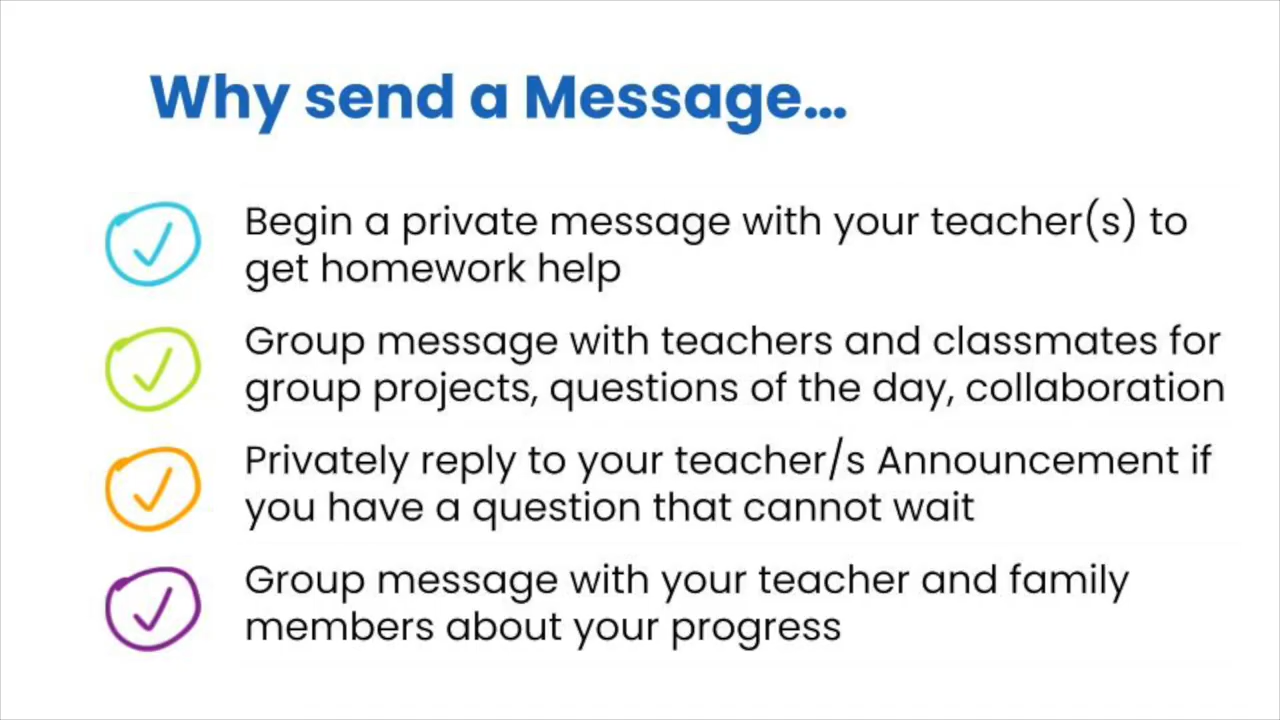 Why send a Message...
Begin a private message with your teacher(s) to
get homework help
Group message with teachers and classmates for
group projects, questions of the day, collaboration
Privately reply to your teacher/s Announcement if
you have a question that cannot wait
Group message with your teacher and family
members about your progress